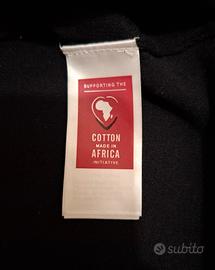 SUPPORTING THE
COTTON
MADE IN
AFRICA
INITIATIVE
subito